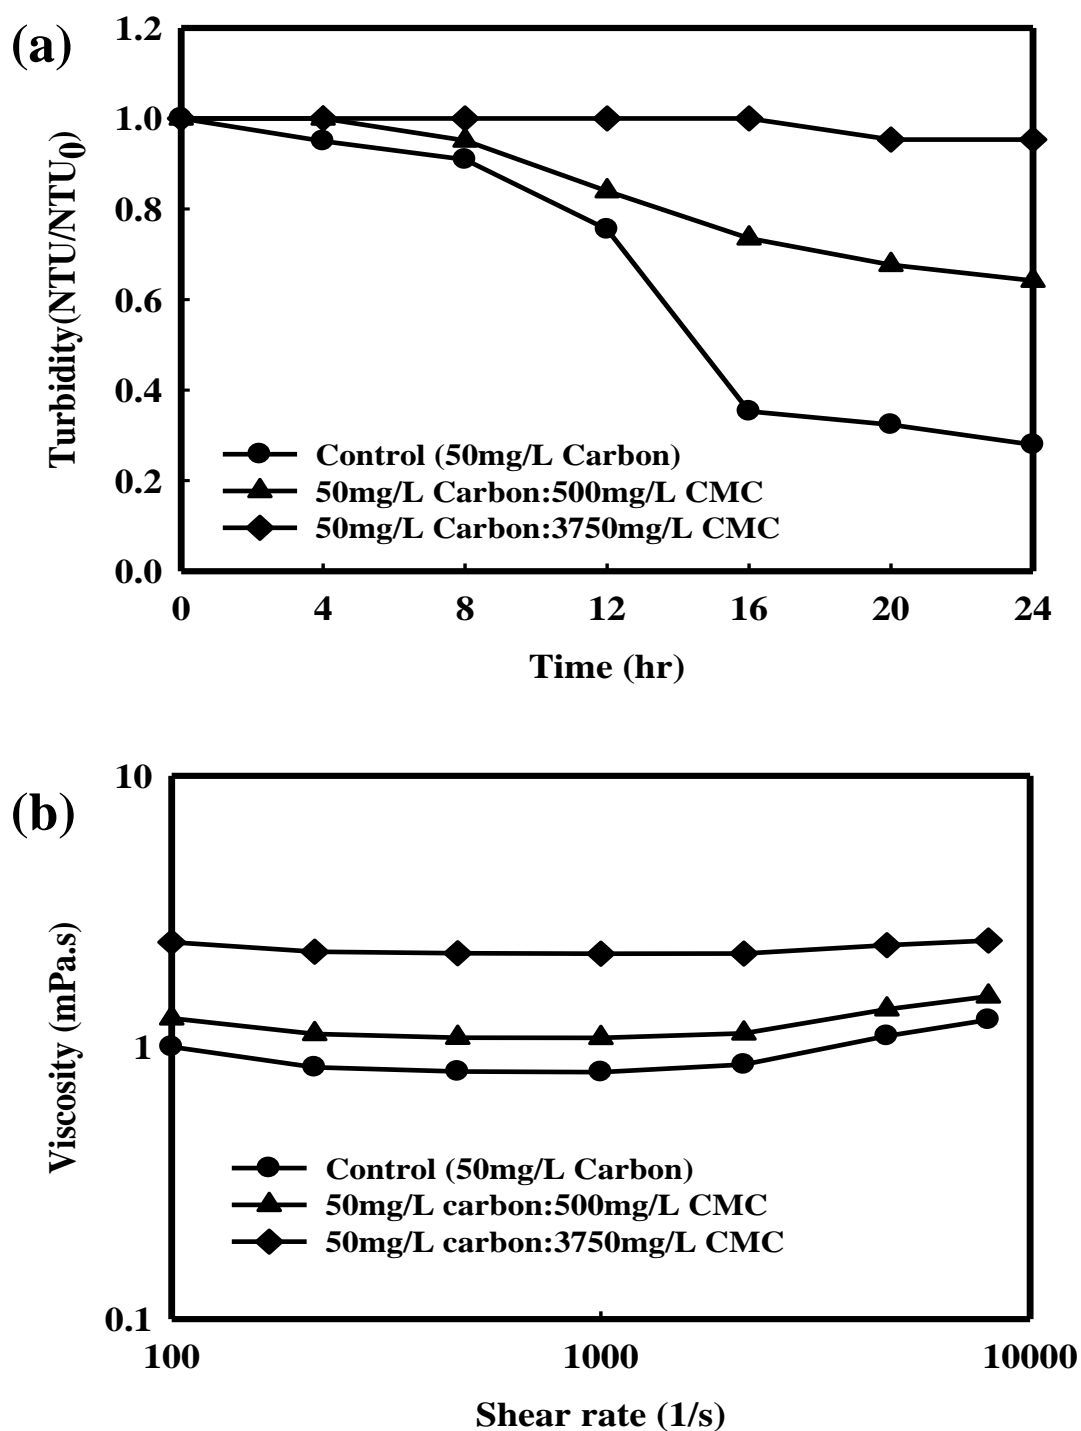 (a)
Turbidity(NTU/NTU0)
1.2
1.0
0.8
0.6
0.4
0.2
0.0
Control (50mg/L Carbon)
50mg/L Carbon:500mg/L CMC
50mg/L Carbon:3750mg/L CMC
0 4 8 12 16 20 24
Time (hr)
(b)
Viscosity (mPa.s)
10
1
0.1
Control (50mg/L Carbon)
50mg/L carbon:500mg/L CMC
50mg/L carbon:3750mg/L CMC
100 1000 10000
Shear rate (1/s)